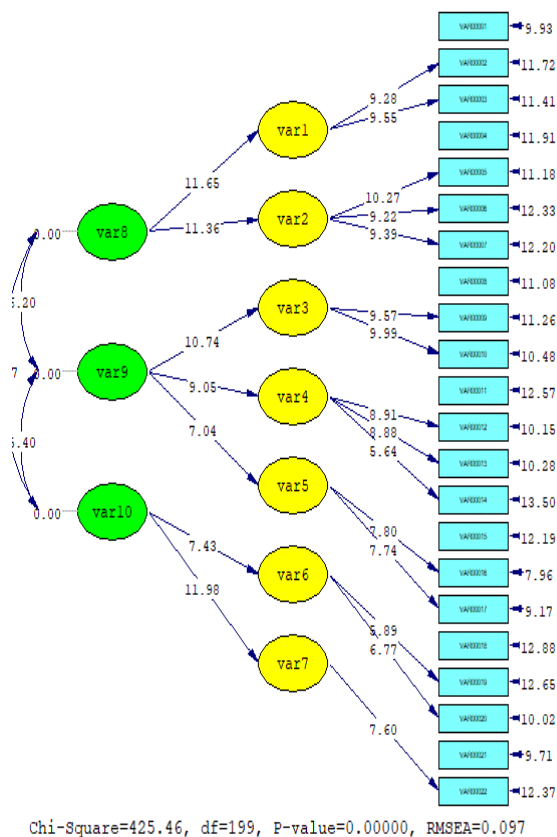 VAR00001 9.93
VAR00002 11.72
9.28
VAR00003 11.41
9.55
var1
VAR00004 11.91
VAR00005 11.18
11.65
10.27
VAR00006 12.33
9.22
var2
11.36
var8
0.00
9.39
VAR00007 12.20
VAR00008 11.08
5.20
var3
9.57
VAR00009 11.26
9.99
10.74
VAR00010 10.48
7
0.00
var9
9.05
VAR00011 12.57
var4
8.91
VAR00012 10.15
7.04
8.88
5.40
5.64
VAR00013 10.28
var5
VAR00014 13.50
0.00
var10
7.80
VAR00015 12.19
7.43
7.74
VAR00016 7.96
var6
VAR00017 9.17
11.98
5.89
VAR00018 12.88
6.77
VAR00019 12.65
var7
VAR00020 10.02
7.60
VAR00021 9.71
VAR00022 12.37
Chi-Square=425.46, df=199, P-value=0.00000, RMSEA=0.097